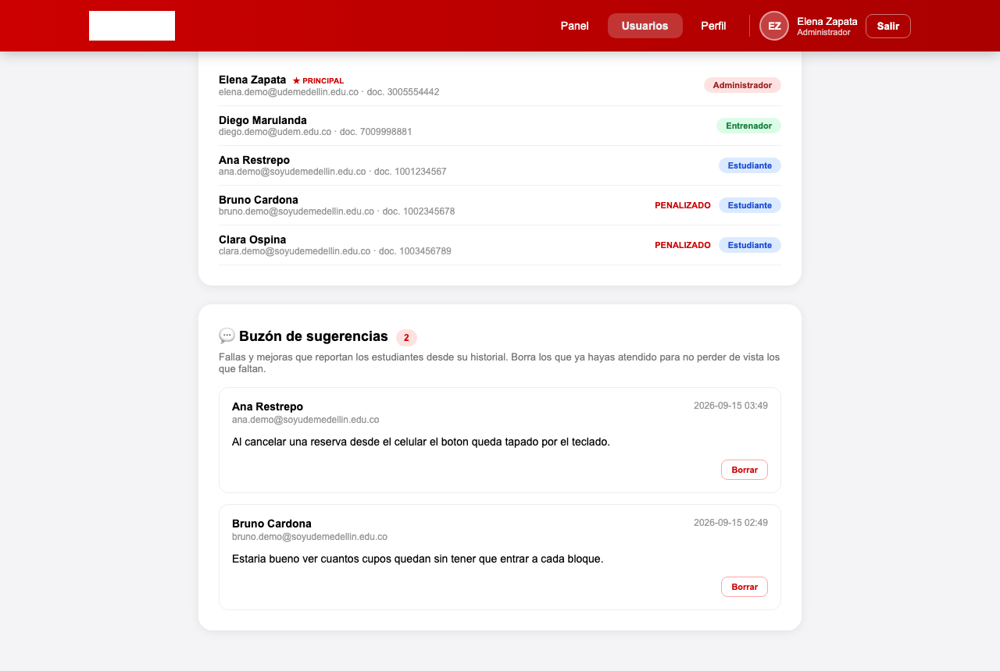 Panel
Usuarios
Perfil
EZ
Elena Zapata
Administrador
Salir
Elena Zapata ★ PRINCIPAL
elena.demo@udemedellin.edu.co · doc. 3005554442
Administrador
Diego Marulanda
diego.demo@udem.edu.co · doc. 7009998881
Entrenador
Ana Restrepo
ana.demo@soyudemedellin.edu.co · doc. 1001234567
Estudiante
Bruno Cardona
bruno.demo@soyudemedellin.edu.co · doc. 1002345678
PENALIZADO Estudiante
Clara Ospina
clara.demo@soyudemedellin.edu.co · doc. 1003456789
PENALIZADO Estudiante
Buzón de sugerencias 2
Fallas y mejoras que reportan los estudiantes desde su historial. Borra los que ya hayas atendido para no perder de vista los
que faltan.
Ana Restrepo
2026-09-15 03:49
ana.demo@soyudemedellin.edu.co
Al cancelar una reserva desde el celular el boton queda tapado por el teclado.
Borrar
Bruno Cardona
2026-09-15 02:49
bruno.demo@soyudemedellin.edu.co
Estaria bueno ver cuantos cupos quedan sin tener que entrar a cada bloque.
Borrar